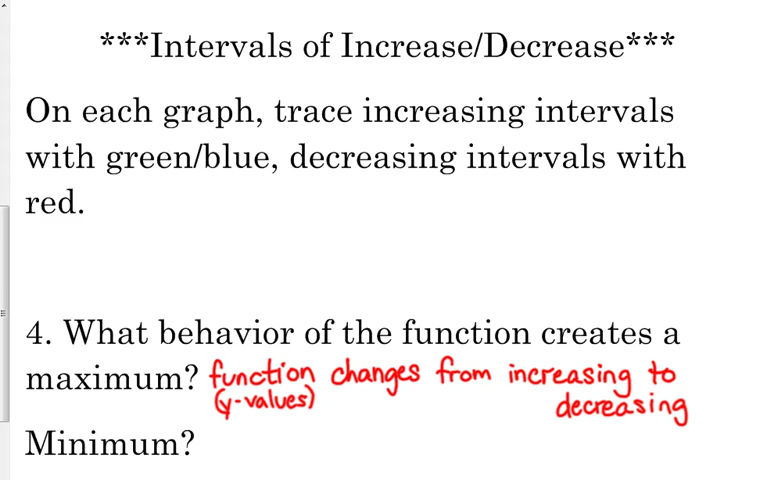 ***Intervals of Increase/Decrease***
On each graph, trace increasing intervals
with green/blue, decreasing intervals with
red.
4. What behavior of the function creates a
maximum? function changes from increasing to
(y-values) decreasing
Minimum?